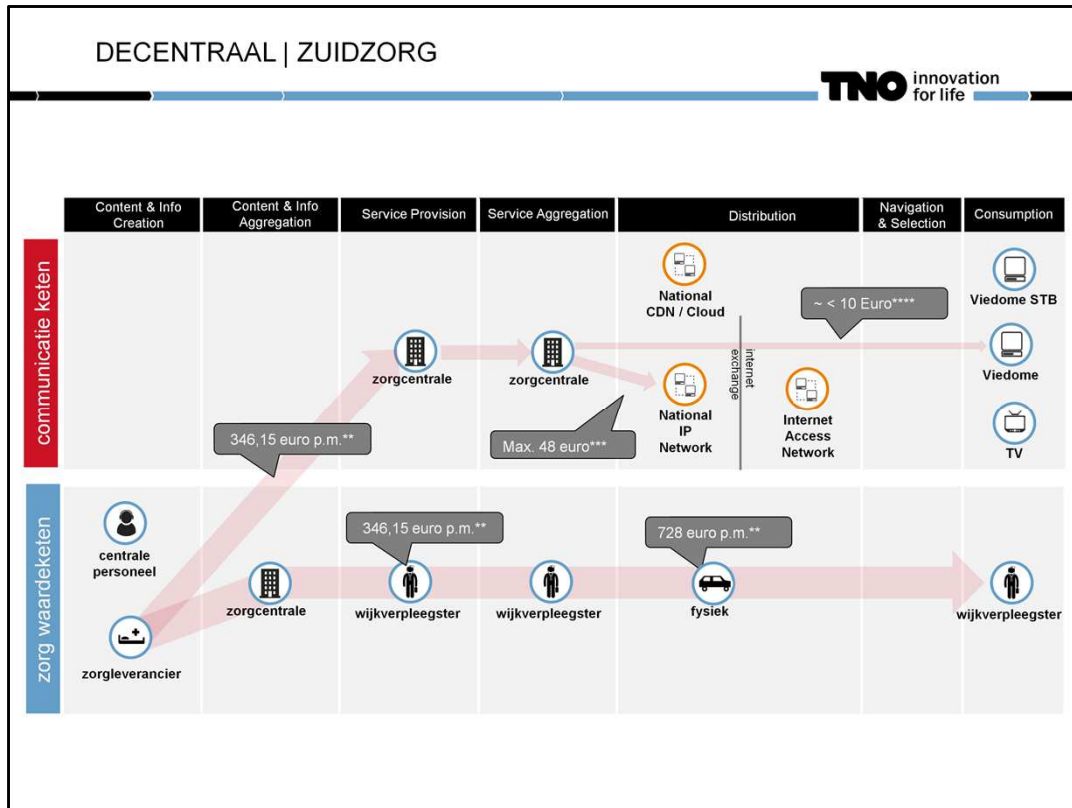 DECENTRAAL | ZUIDZORG
TNO innovation
for life
Content & Info
Creation
Content & Info
Aggregation
Service Provision
Service Aggregation
Distribution
Navigation
& Selection
Consumption
communicatie keten
National
CDN / Cloud
~ < 10 Euro****
Viedome STB
zorgcentrale
zorgcentrale
internet
exchange
Viedome
346,15 euro p.m.**
Max. 48 euro***
National
IP
Network
Internet
Access
Network
TV
zorg waardeketen
centrale
personeel
346,15 euro p.m.**
728 euro p.m.**
zorgcentrale
wijkverpleegster
wijkverpleegster
fysiek
wijkverpleegster
zorgleverancier